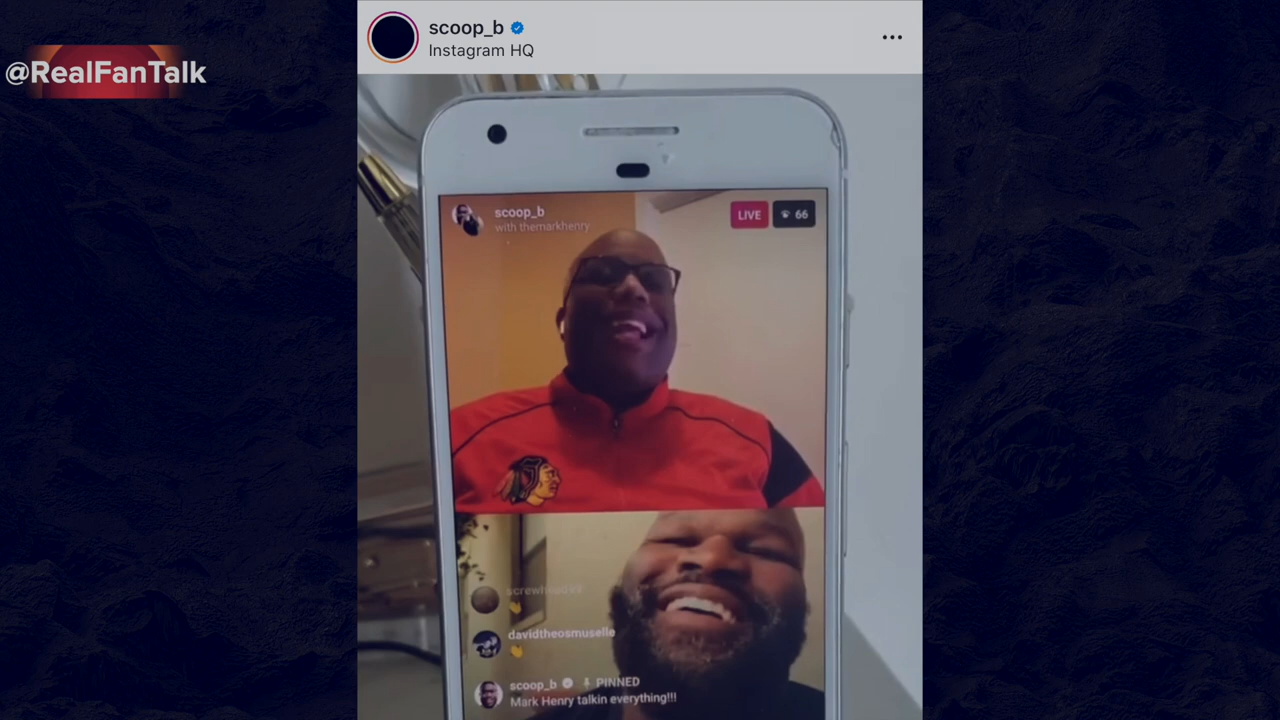 scoop_b
Instagram HQ
@RealFanTalk
scoop_b
with themarkhenry
LIVE
66
davidtheosmuselle
scoop_b PINNED
Mark Henry talkin everything!!!